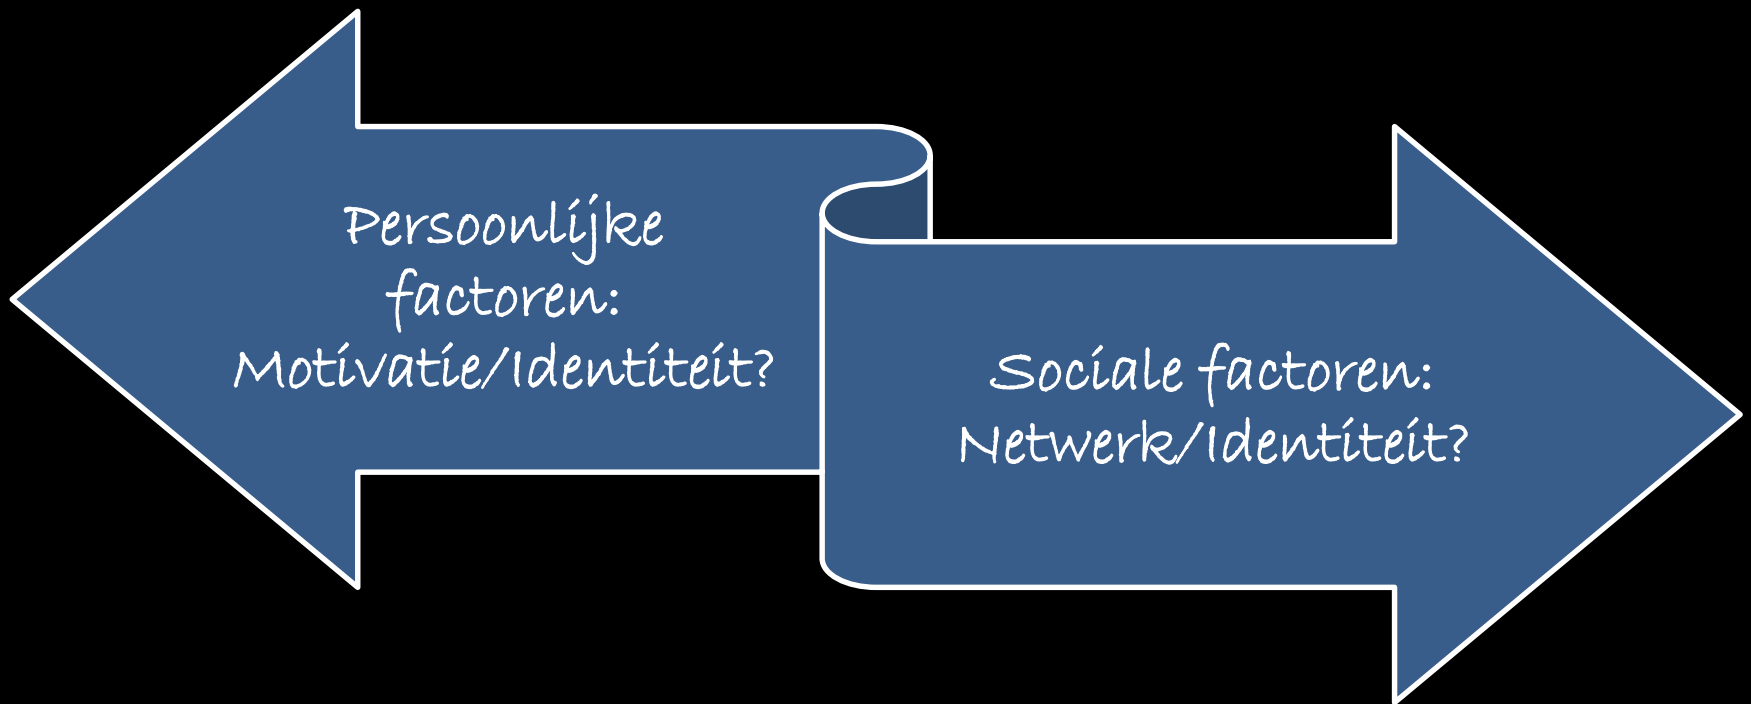 Persoonlijke
factoren:
Motivatie/Identiteit?
Sociale factoren:
Netwerk/Identiteit?